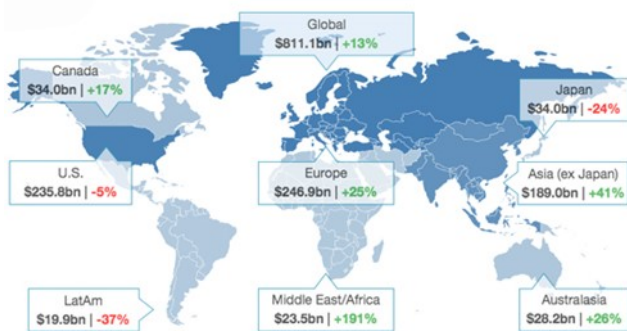 Global
$811.1bn | +13%
Canada
$34.0bn | +17%
Japan
$34.0bn | -24%
U.S.
$235.8bn | -5%
Europe
$246.9bn | +25%
Asia (ex Japan)
$189.0bn | +41%
LatAm
$19.9bn | -37%
Middle East/Africa
$23.5bn | +191%
Australasia
$28.2bn | +26%